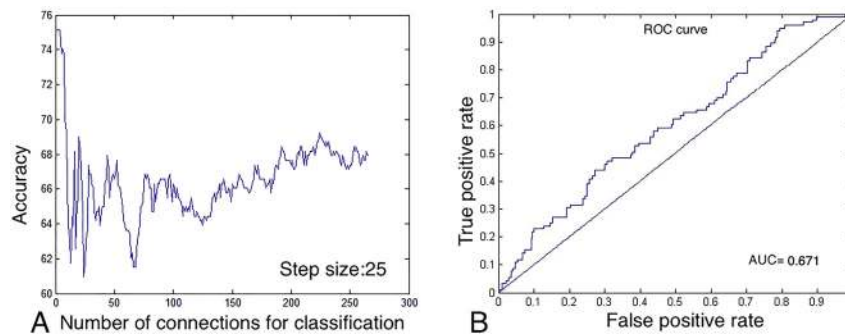 76
74
72
70
68
66
64
62
60
Accuracy
0 50 100 150 200 250 300
Step size:25
A Number of connections for classification
ROC curve
1
0.9
0.8
0.7
0.6
0.5
0.4
0.3
0.2
0.1
0
True positive rate
AUC= 0.671
0 0.1 0.2 0.3 0.4 0.5 0.6 0.7 0.8 0.9
B False positive rate